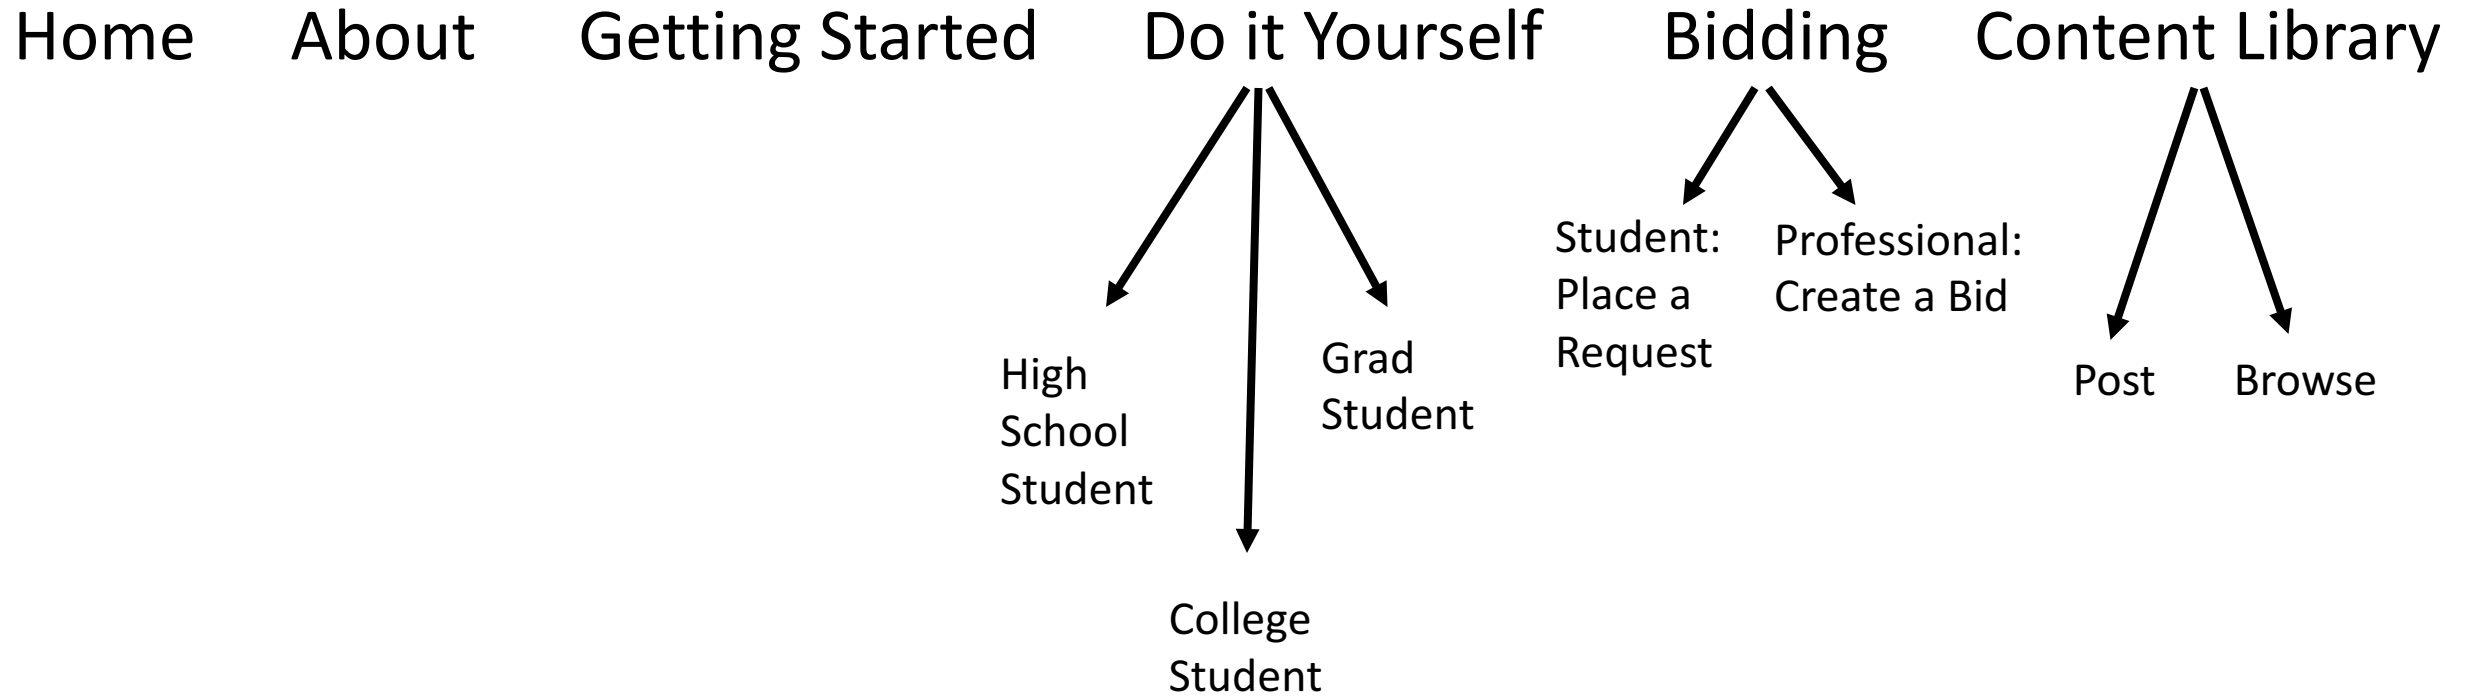 Home About Getting Started Do it Yourself Bidding Content Library
High
School
Student
College
Student
Grad
Student
Student:
Place a
Request
Professional:
Create a Bid
Post
Browse